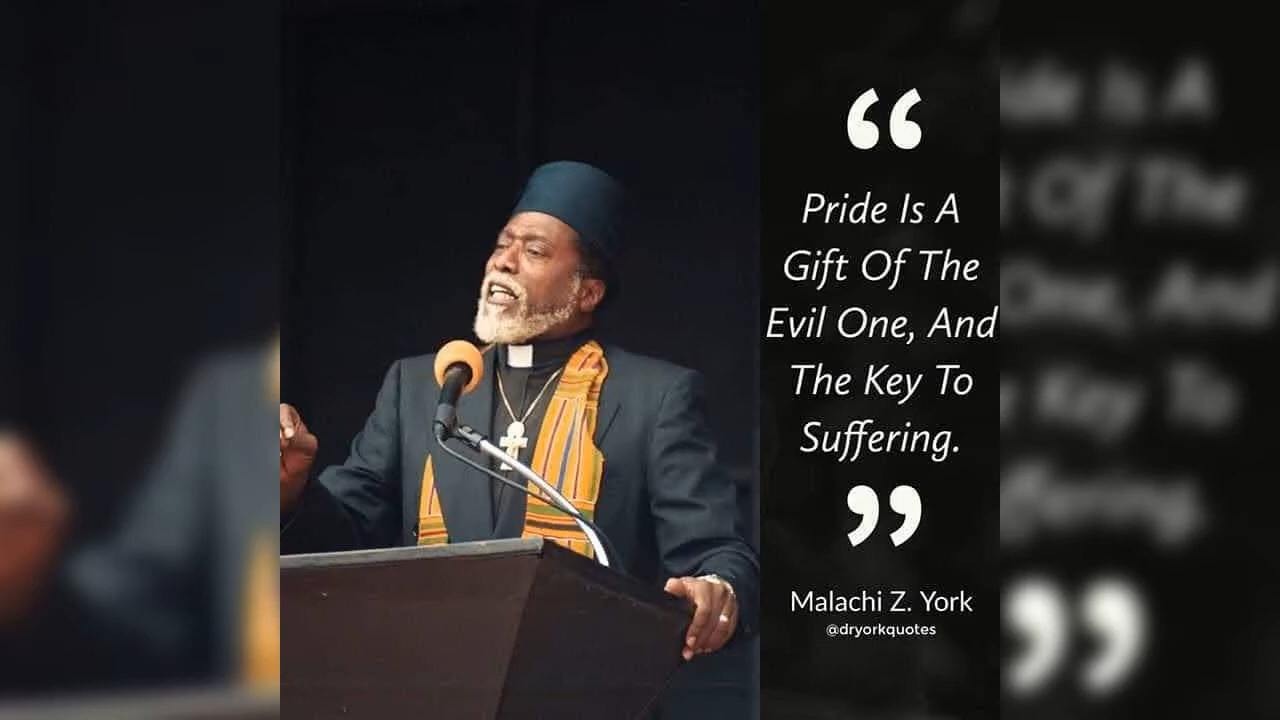 “
Pride Is A
Gift Of The
Evil One, And
The Key To
Suffering.
”
Malachi Z. York
@dryorkquotes